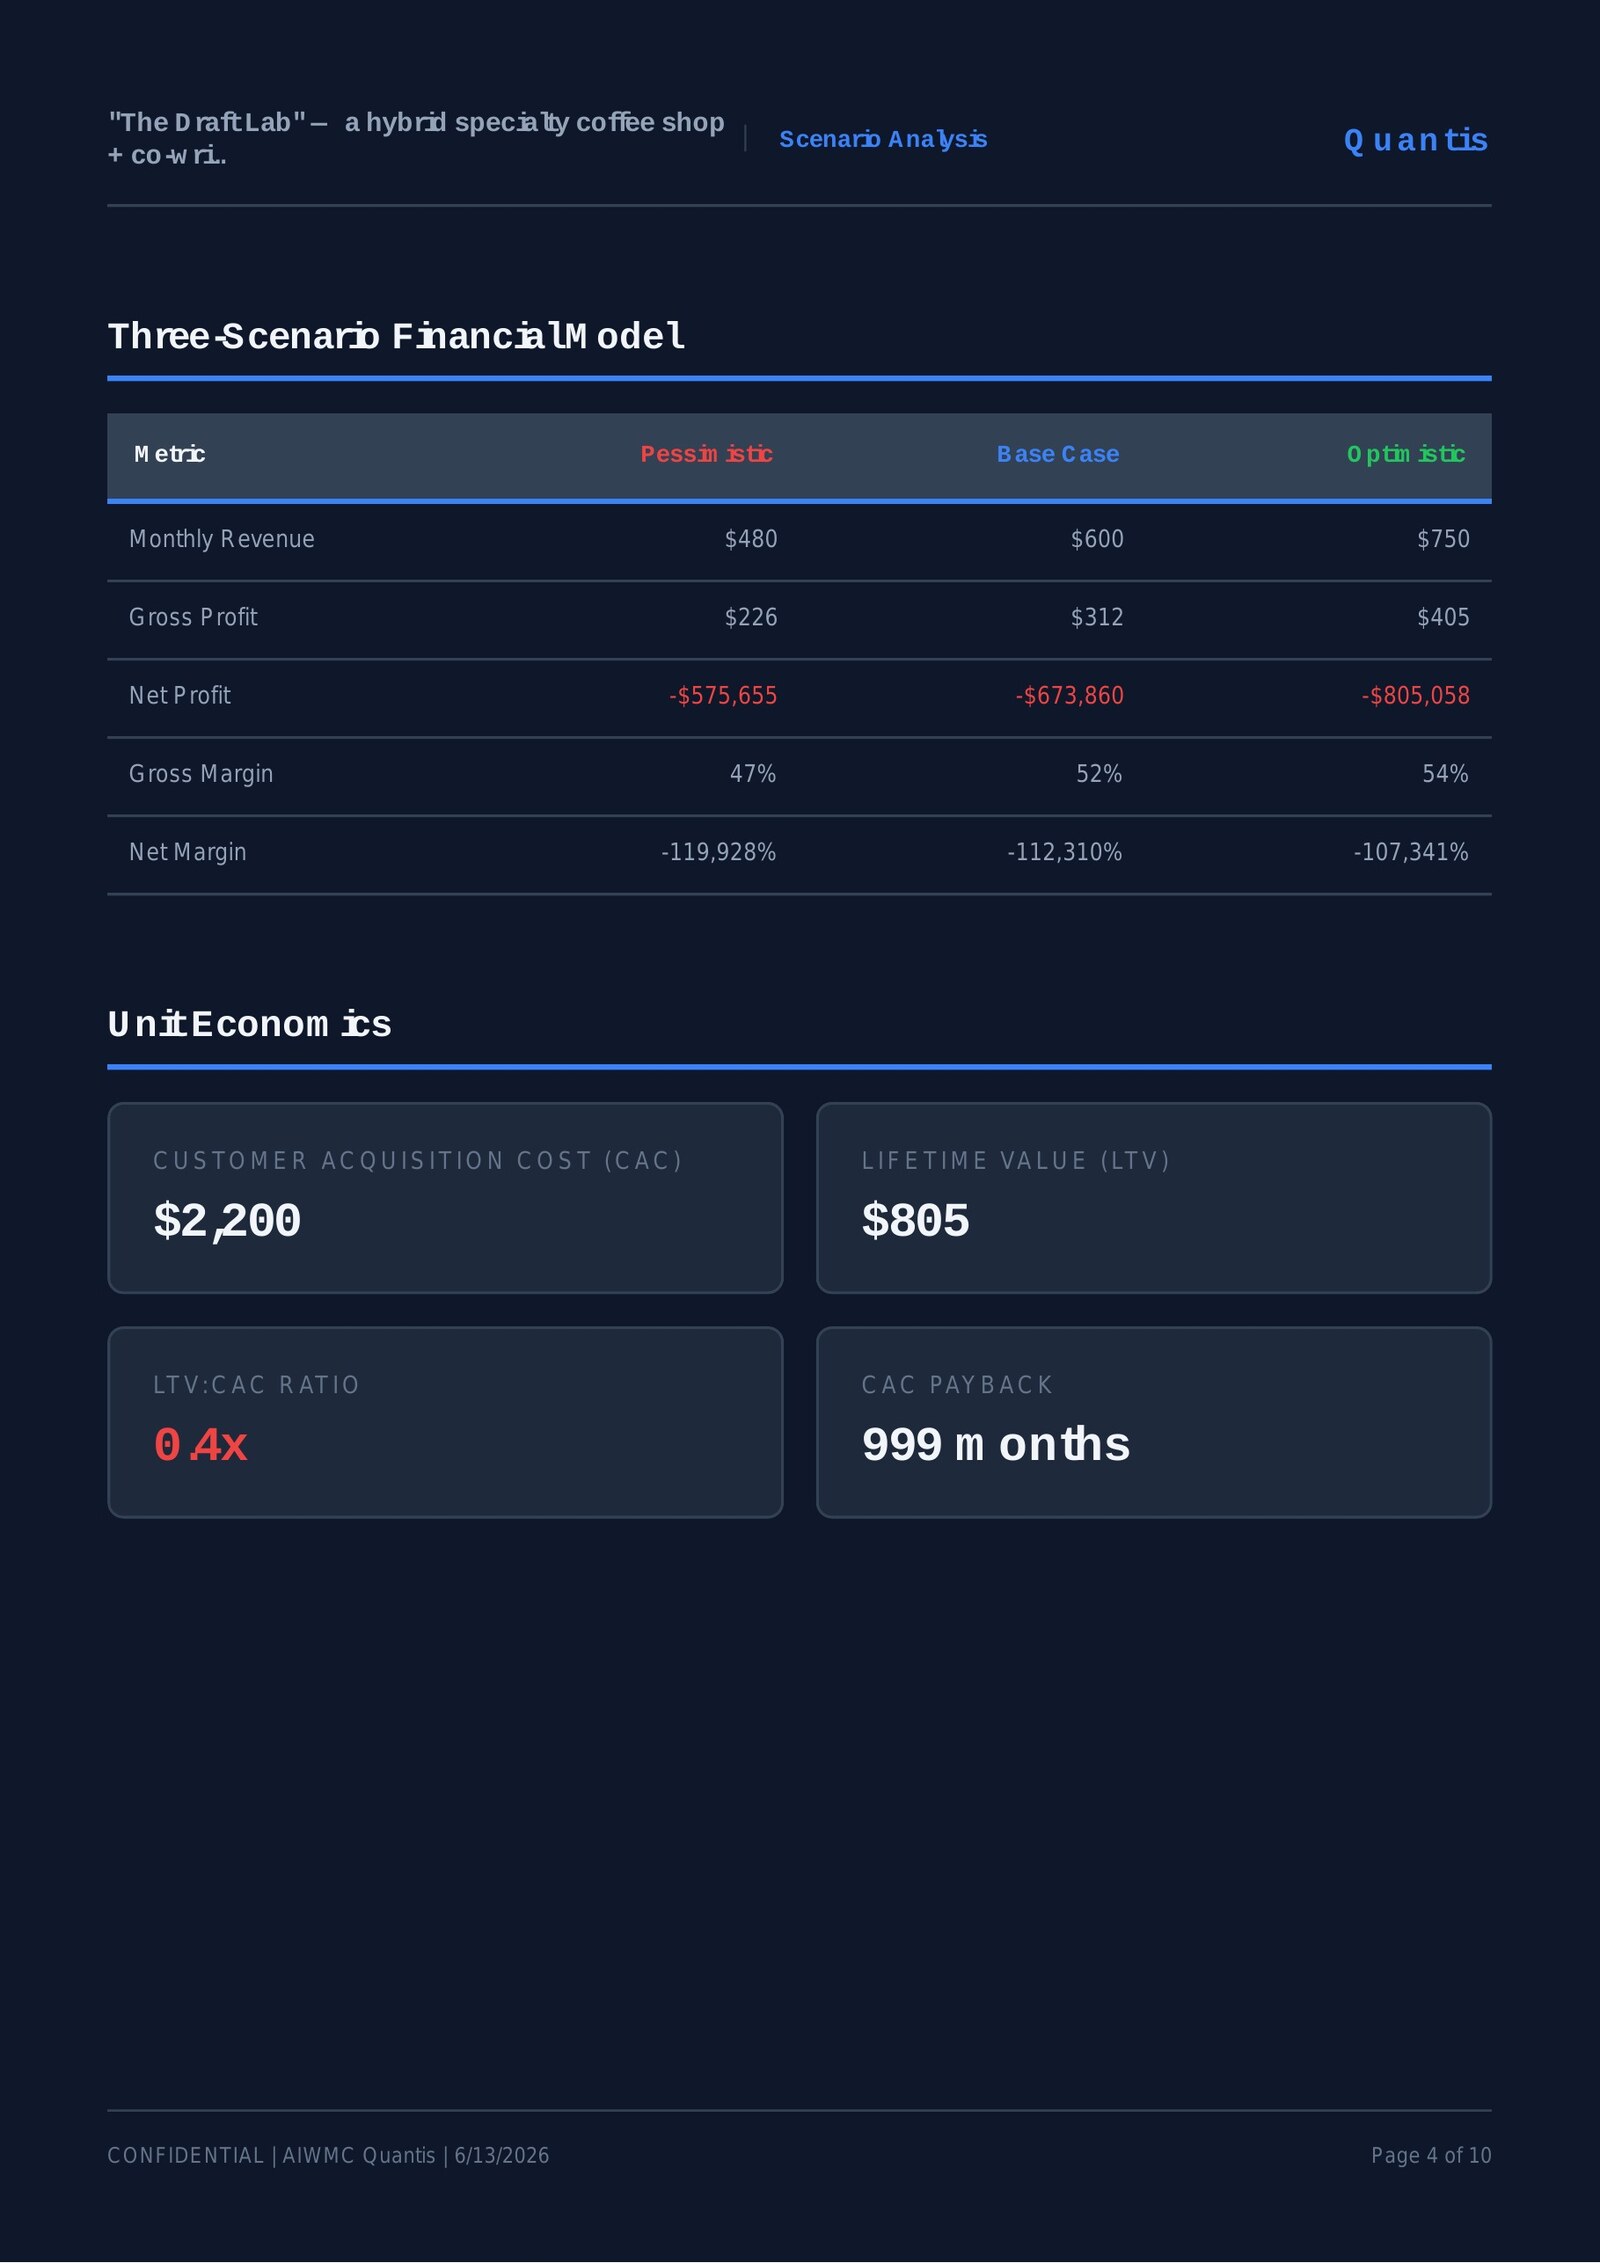 "The Draft Lab" — a hybrid specialty coffee shop
+ co-wri...
Scenario Analysis
Quantis
Three-Scenario Financial Model
Metric Pessimistic Base Case Optimistic
Monthly Revenue $480 $600 $750
Gross Profit $226 $312 $405
Net Profit -$575,655 -$673,860 -$805,058
Gross Margin 47% 52% 54%
Net Margin -119,928% -112,310% -107,341%
Unit Economics
CUSTOMER ACQUISITION COST (CAC)
$2,200
LIFETIME VALUE (LTV)
$805
LTV:CAC RATIO
0.4x
CAC PAYBACK
999 months
CONFIDENTIAL | AIWMC Quantis | 6/13/2026
Page 4 of 10